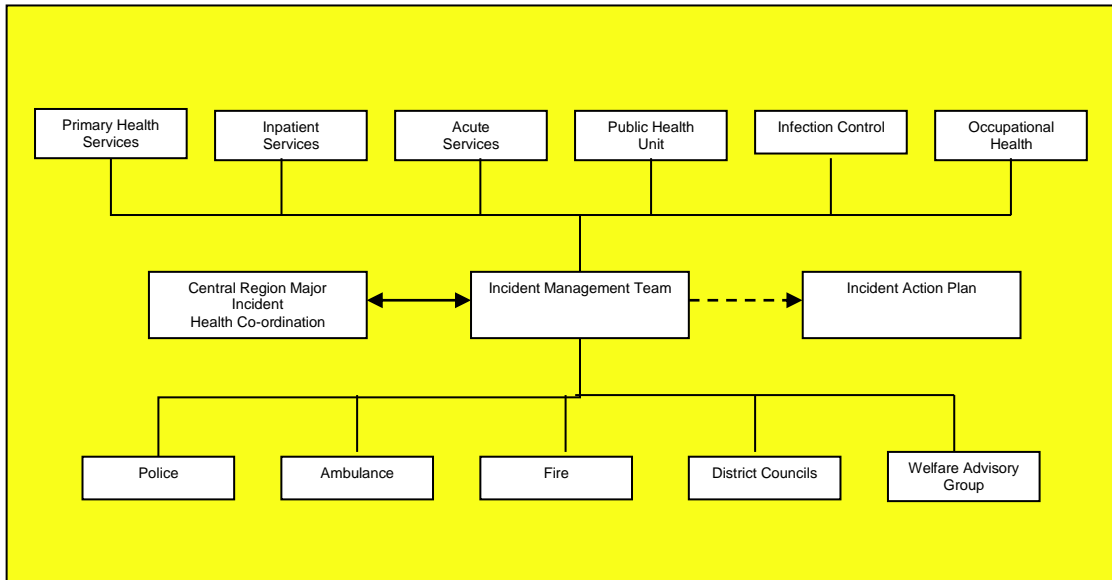 Primary Health
Services
Inpatient
Services
Acute
Services
Public Health
Unit
Infection Control
Occupational
Health
Central Region Major
Incident
Health Co-ordination
Incident Management Team
Incident Action Plan
Police
Ambulance
Fire
District Councils
Welfare Advisory
Group